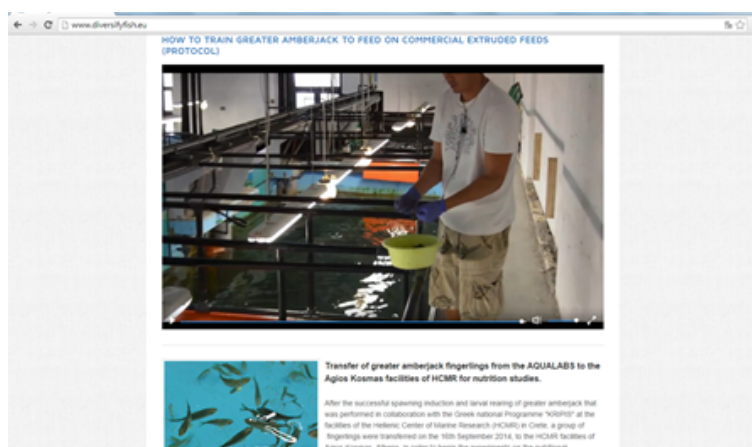 www.diversifyfish.eu
HOW TO TRAIN GREATER AMBERJACK TO FEED ON COMMERCIAL EXTRUDED FEEDS
(PROTOCOL)
Transfer of greater amberjack fingerlings from the AQUALABS to the
Agios Kosmas facilities of HCMR for nutrition studies.
After the successful spawning induction and larval rearing of greater amberjack that
was performed in collaboration with the Greek national Programme "KRIPIS" at the
facilities of the Hellenic Center of Marine Research (HCMR) in Crete, a group of
fingerlings were transferred on the 16th September 2014, to the HCMR facilities of